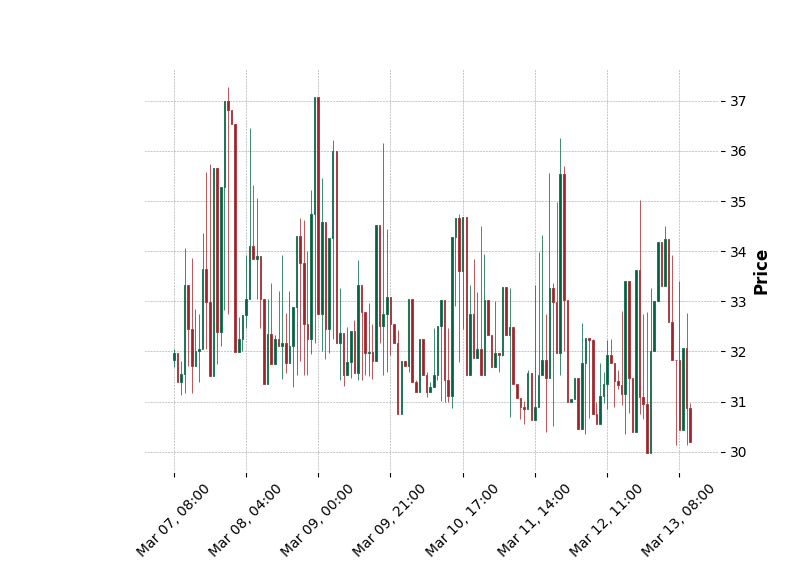 37
36
35
34
33
32
31
30
Price
Mar 07, 08:00
Mar 08, 04:00
Mar 09, 00:00
Mar 09, 21:00
Mar 10, 17:00
Mar 11, 14:00
Mar 12, 11:00
Mar 13, 08:00